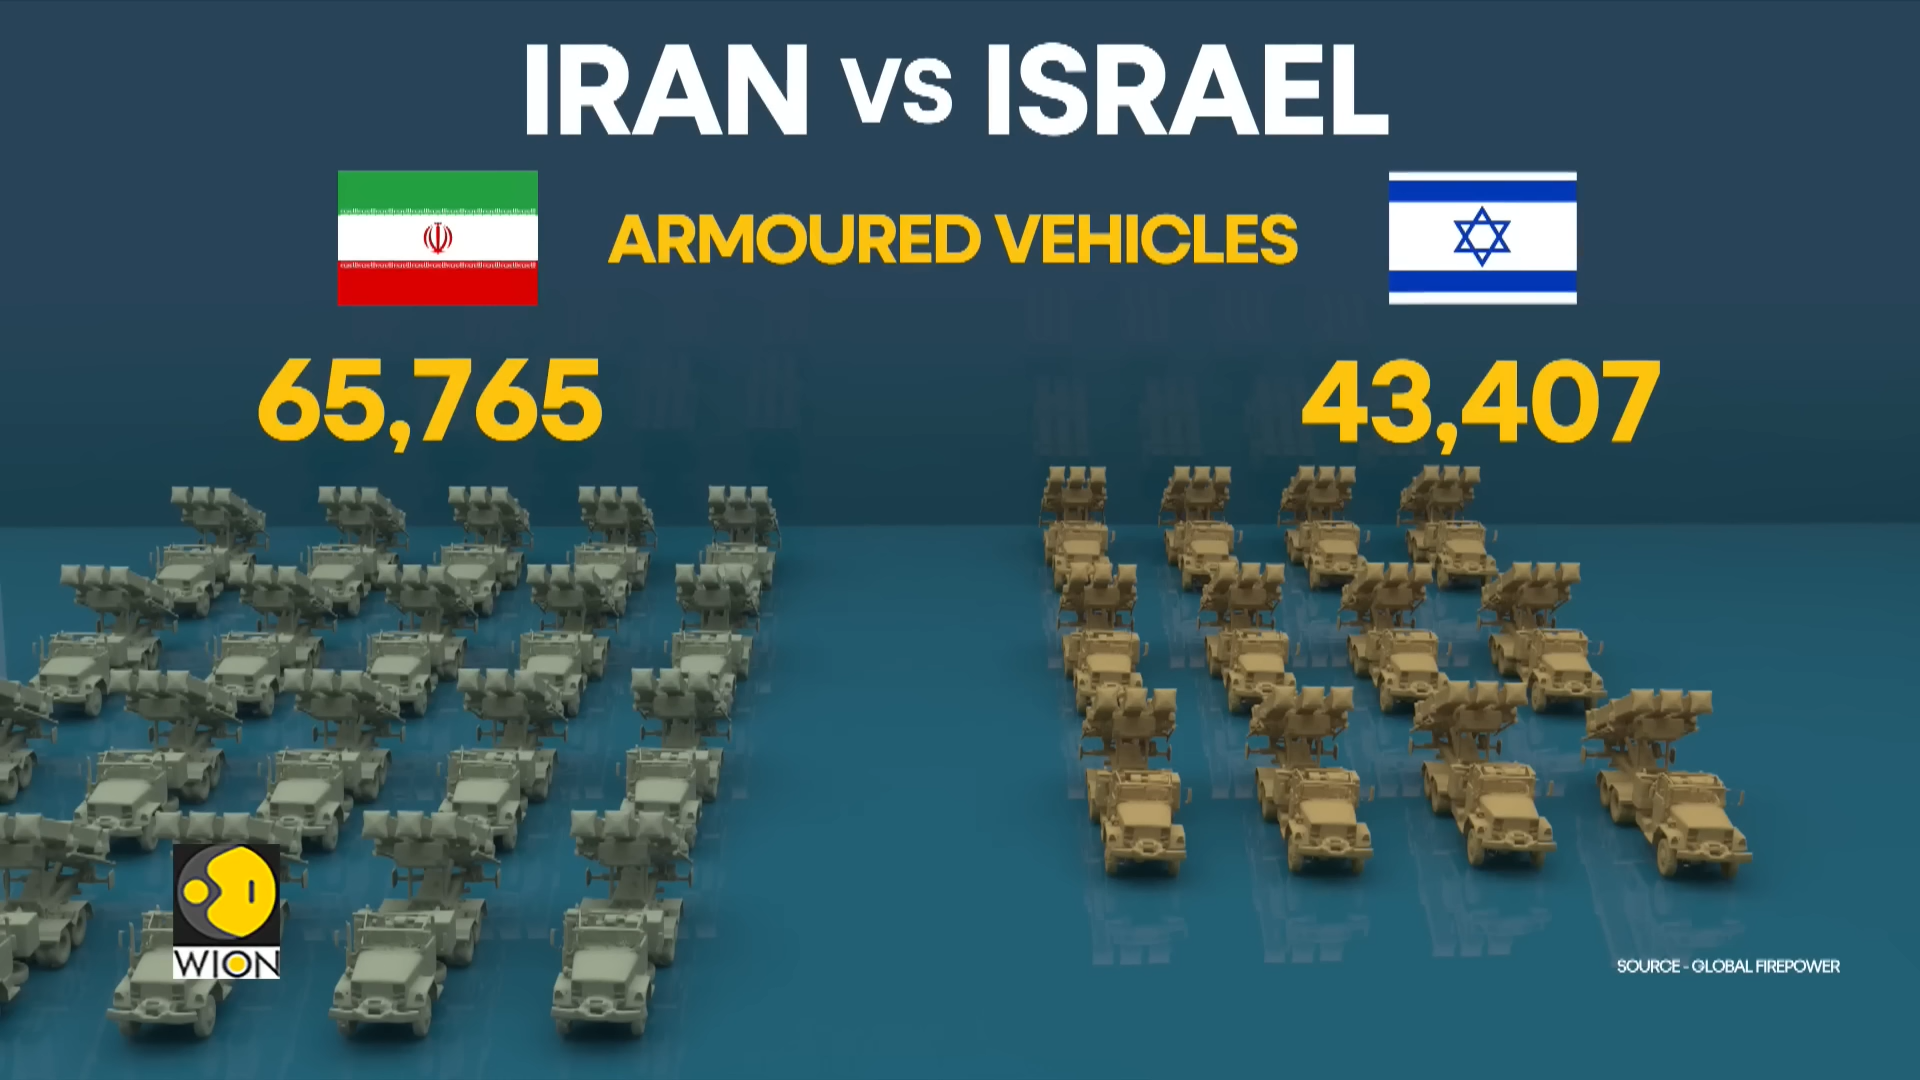 IRAN VS ISRAEL
ARMOURED VEHICLES
65,765
43,407
WION
SOURCE - GLOBAL FIREPOWER